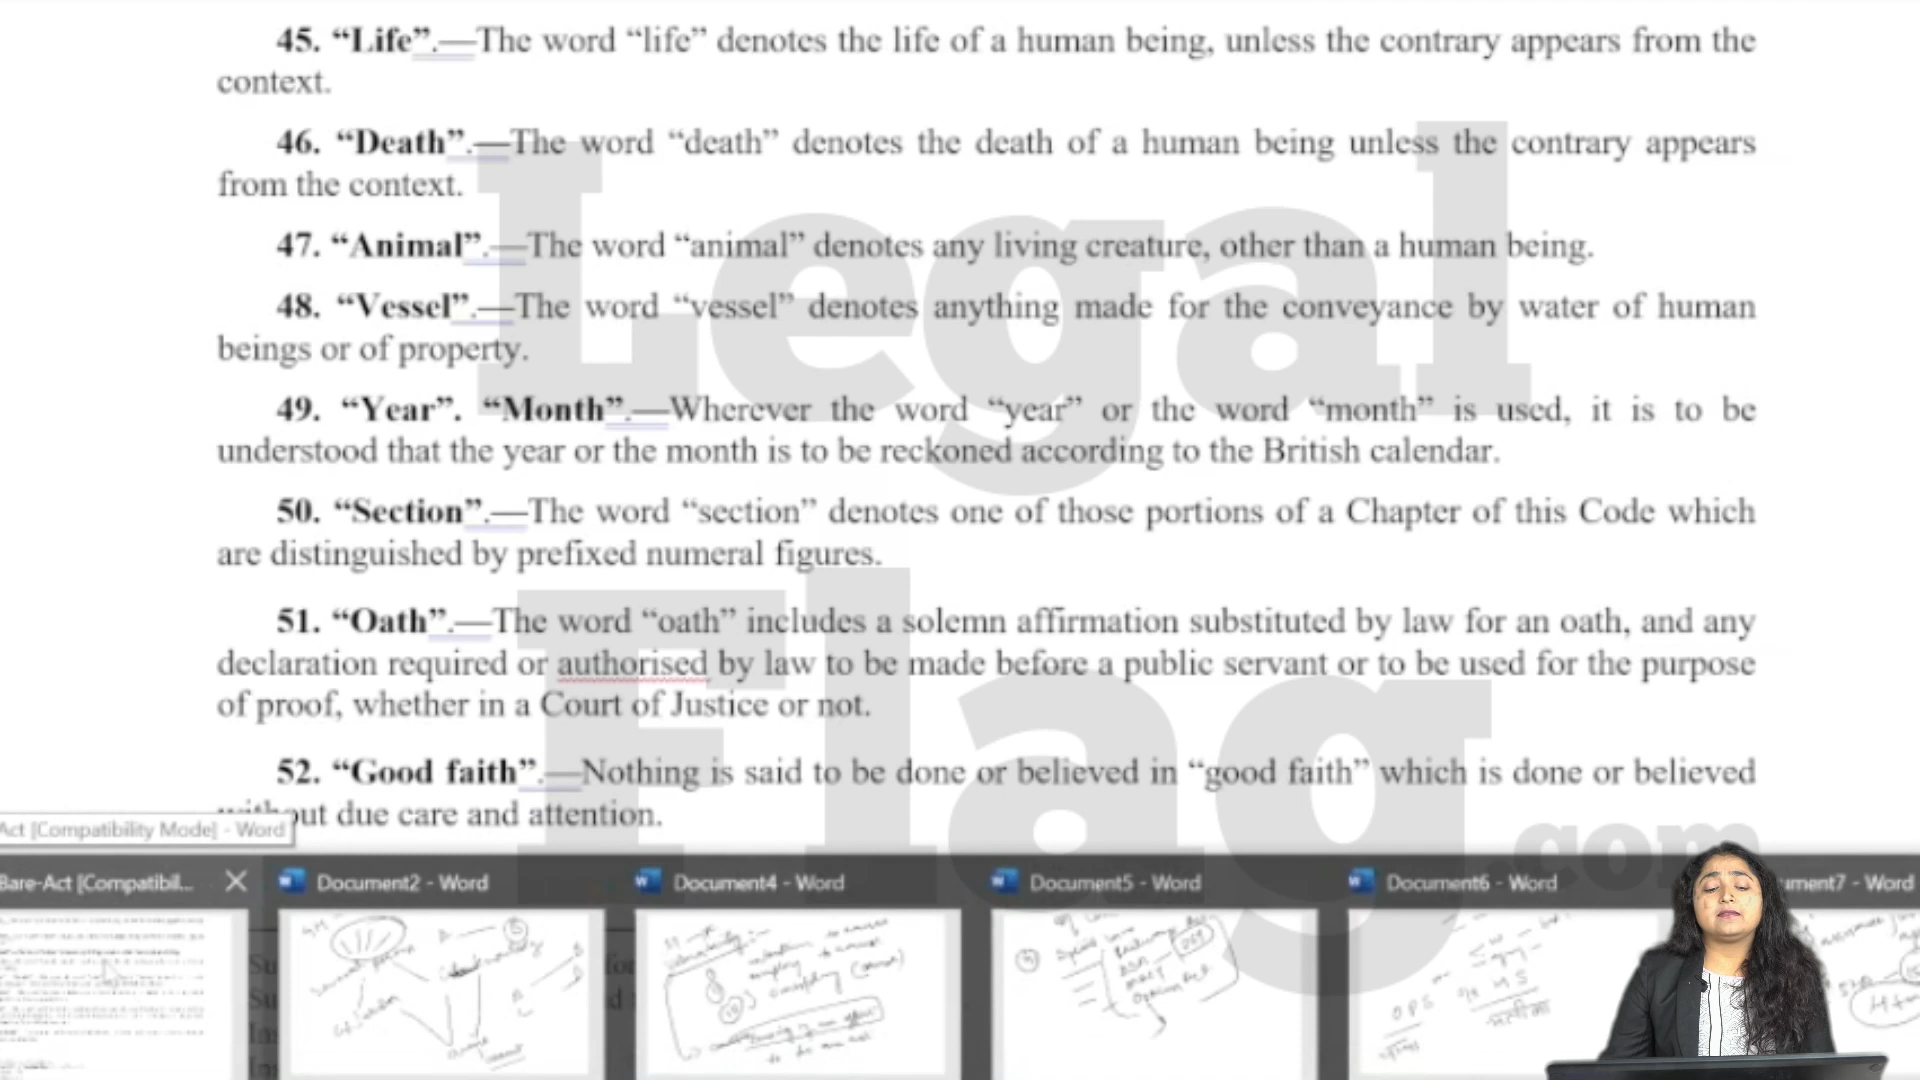 45. “Life”.—The word “life” denotes the life of a human being, unless the contrary appears from the
context.
46. “Death”.—The word “death” denotes the death of a human being unless the contrary appears
from the context.
47. “Animal”.—The word “animal” denotes any living creature, other than a human being.
48. “Vessel”.—The word “vessel” denotes anything made for the conveyance by water of human
beings or of property.
49. “Year”. “Month”.—Wherever the word “year” or the word “month” is used, it is to be
understood that the year or the month is to be reckoned according to the British calendar.
50. “Section”.—The word “section” denotes one of those portions of a Chapter of this Code which
are distinguished by prefixed numeral figures.
51. “Oath”.—The word “oath” includes a solemn affirmation substituted by law for an oath, and any
declaration required or authorised by law to be made before a public servant or to be used for the purpose
of proof, whether in a Court of Justice or not.
52. “Good faith”.—Nothing is said to be done or believed in “good faith” which is done or believed
without due care and attention.
Legal
Flag
.com
Act [Compatibility Mode] - Word
Bare-Act [Compatibil...
Document2 - Word
Document4 - Word
Document5 - Word
Document6 - Word
ument7 - Word